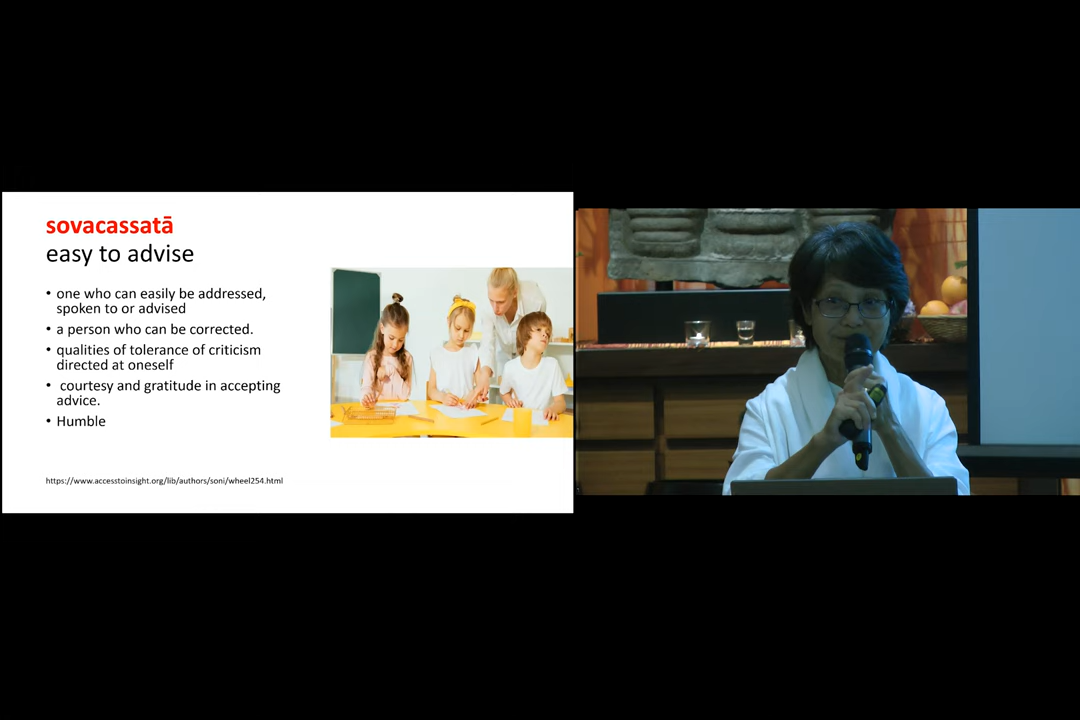 sovacassatā
easy to advise
• one who can easily be addressed,
spoken to or advised
• a person who can be corrected.
• qualities of tolerance of criticism
directed at oneself
• courtesy and gratitude in accepting
advice.
• Humble
https://www.accesstoinsight.org/lib/authors/soni/wheel254.html